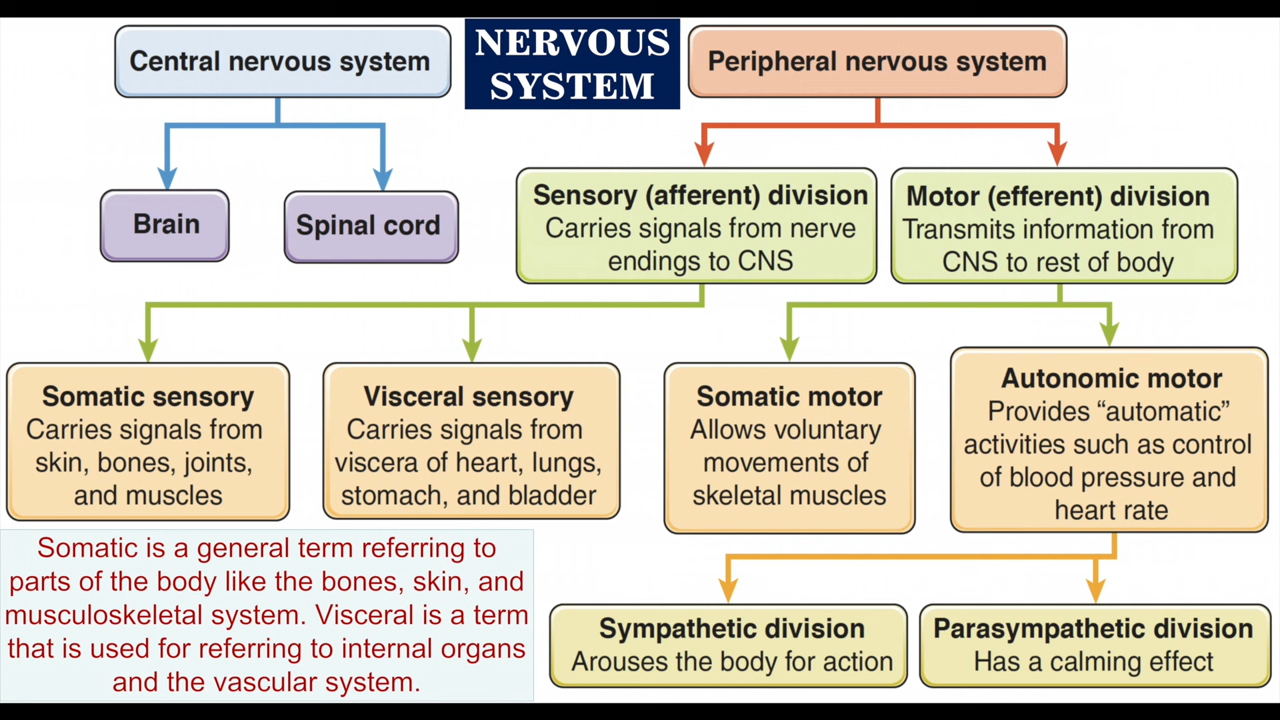 Central nervous system
NERVOUS
SYSTEM
Peripheral nervous system
Brain
Spinal cord
Sensory (afferent) division
Carries signals from nerve
endings to CNS
Motor (efferent) division
Transmits information from
CNS to rest of body
Somatic sensory
Carries signals from
skin, bones, joints,
and muscles
Visceral sensory
Carries signals from
viscera of heart, lungs,
stomach, and bladder
Somatic motor
Allows voluntary
movements of
skeletal muscles
Autonomic motor
Provides “automatic”
activities such as control
of blood pressure and
heart rate
Somatic is a general term referring to
parts of the body like the bones, skin, and
musculoskeletal system. Visceral is a term
that is used for referring to internal organs
and the vascular system.
Sympathetic division
Arouses the body for action
Parasympathetic division
Has a calming effect